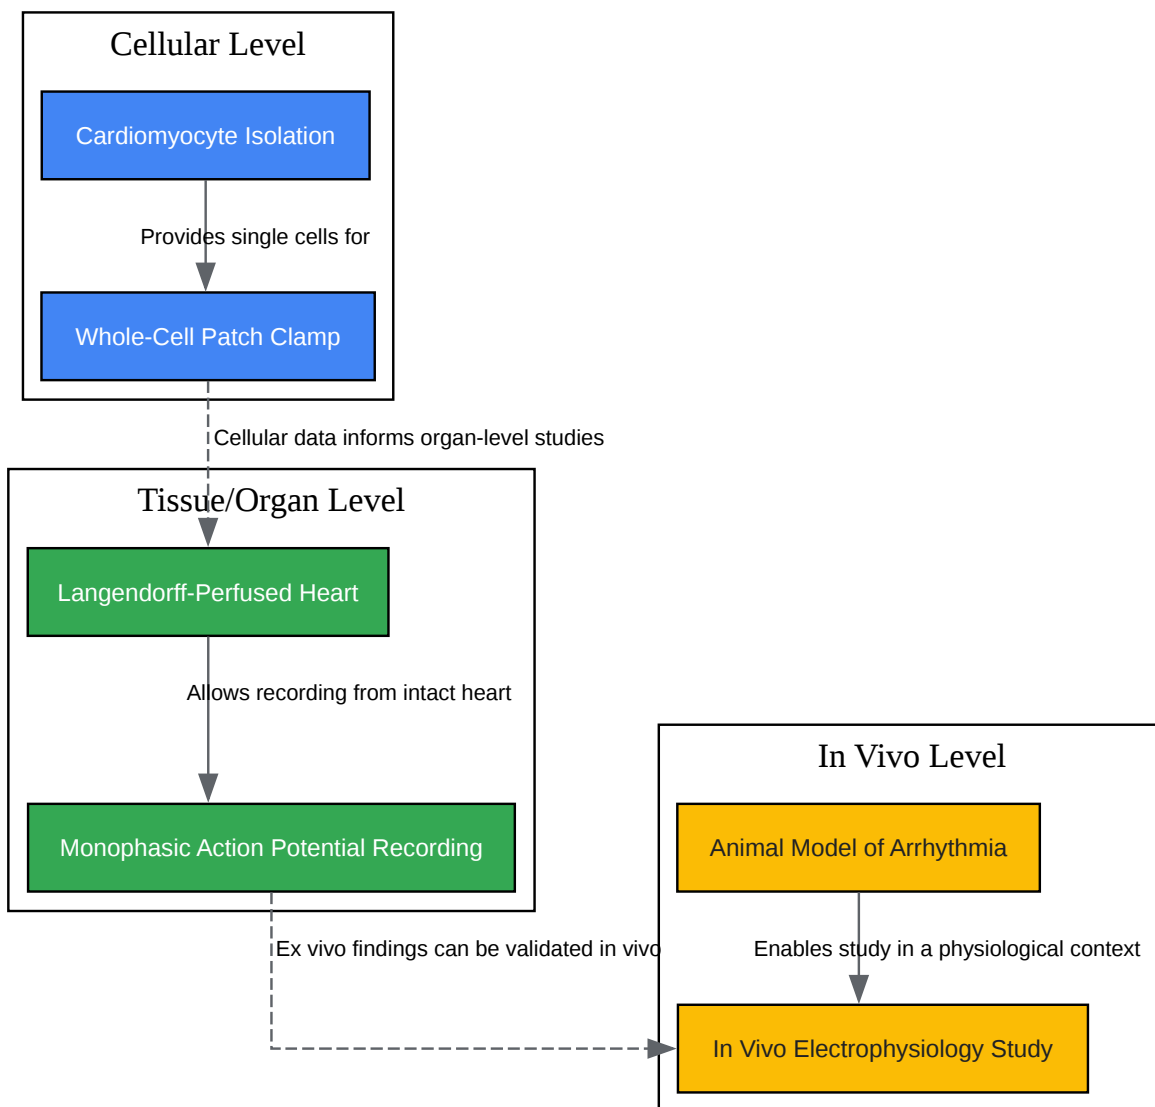 Cellular Level
Cardiomyocyte Isolation
Provides single cells for
Whole-Cell Patch Clamp
Cellular data informs organ-level studies
Tissue/Organ Level
Langendorff-Perfused Heart
Allows recording from intact heart
Monophasic Action Potential Recording
Ex vivo findings can be validated in vivo
In Vivo Level
Animal Model of Arrhythmia
Enables study in a physiological context
In Vivo Electrophysiology Study